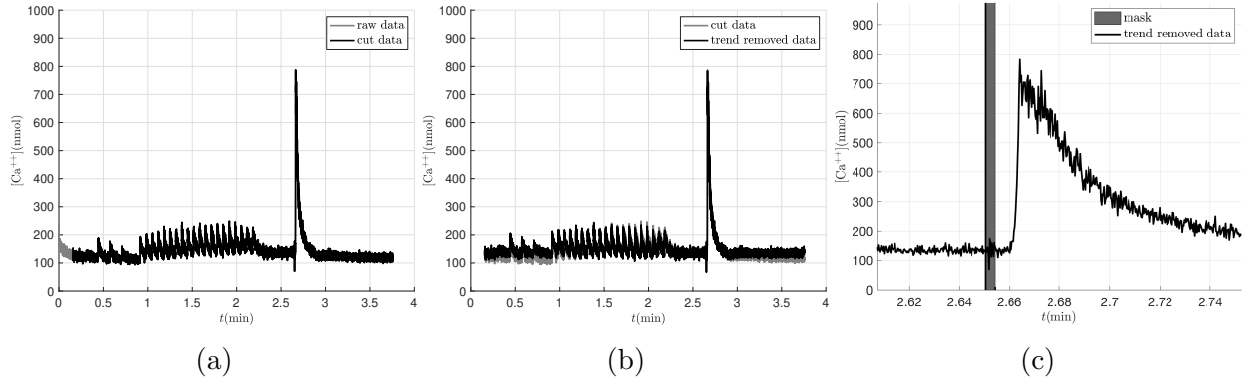 1000
900
800
700
600
500
400
300
200
100
0
[Ca++](nmol)
0 0.5 1 1.5 2 2.5 3 3.5 4
t(min)
raw data
cut data
(a)
1000
900
800
700
600
500
400
300
200
100
0
[Ca++](nmol)
0 0.5 1 1.5 2 2.5 3 3.5 4
t(min)
cut data
trend removed data
(b)
900
800
700
600
500
400
300
200
100
0
[Ca++](nmol)
2.62 2.64 2.66 2.68 2.7 2.72 2.74
t(min)
mask
trend removed data
(c)